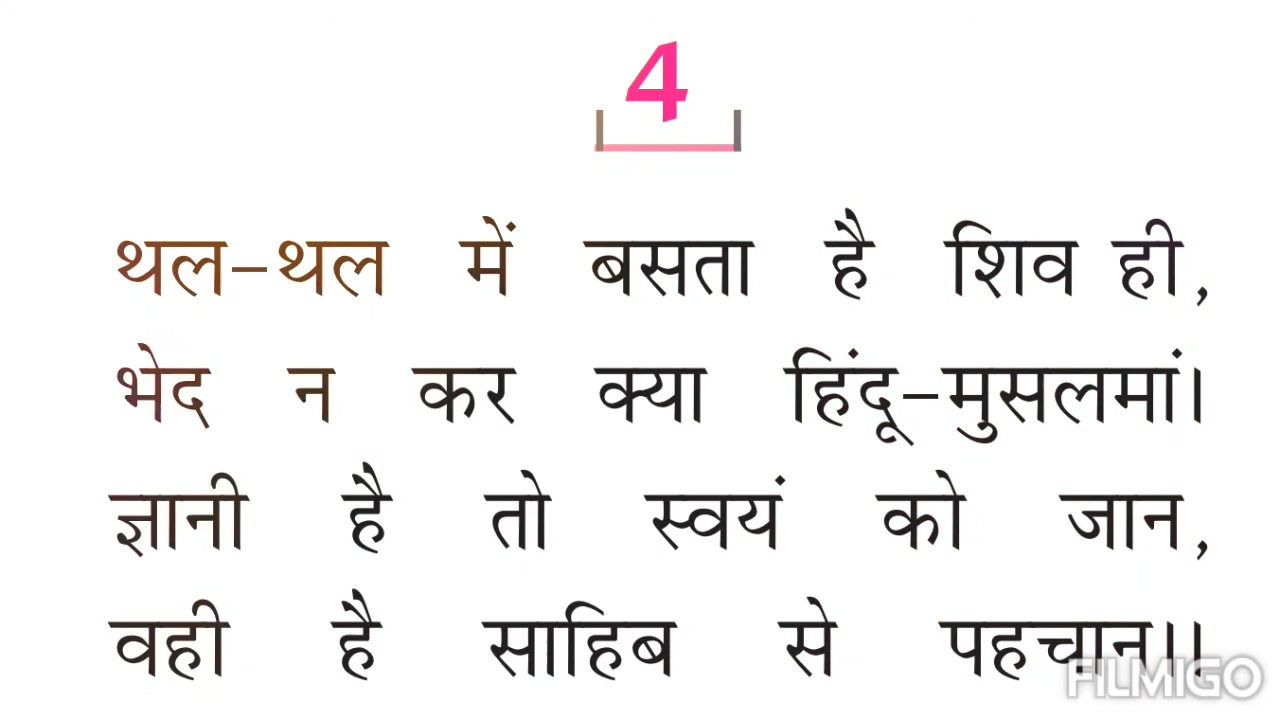 4
थल-थल में बसता है शिव ही,
भेद न कर क्या हिंदू-मुसलमां।
ज्ञानी है तो स्वयं को जान,
वही है साहिब से पहचान।।
FILMIGO